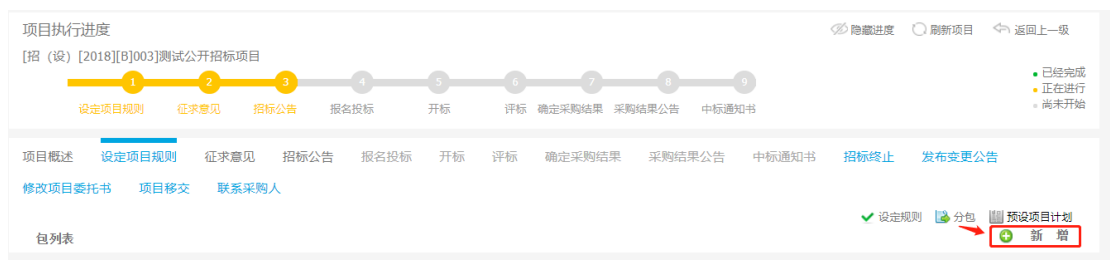 项目执行进度 隐藏进度 刷新项目 返回上一级
[招（设）[2018][B]003]测试公开招标项目
1 2 3 4 5 6 7 8 9
设定项目规则 征求意见 招标公告 报名投标 开标 评标 确定采购结果 采购结果公告 中标通知书
已经完成
正在进行
尚未开始
项目概述 设定项目规则 征求意见 招标公告 报名投标 开标 评标 确定采购结果 采购结果公告 中标通知书 招标终止 发布变更公告
修改项目委托书 项目移交 联系采购人
设定规则 分包 预设项目计划
包列表 新 增